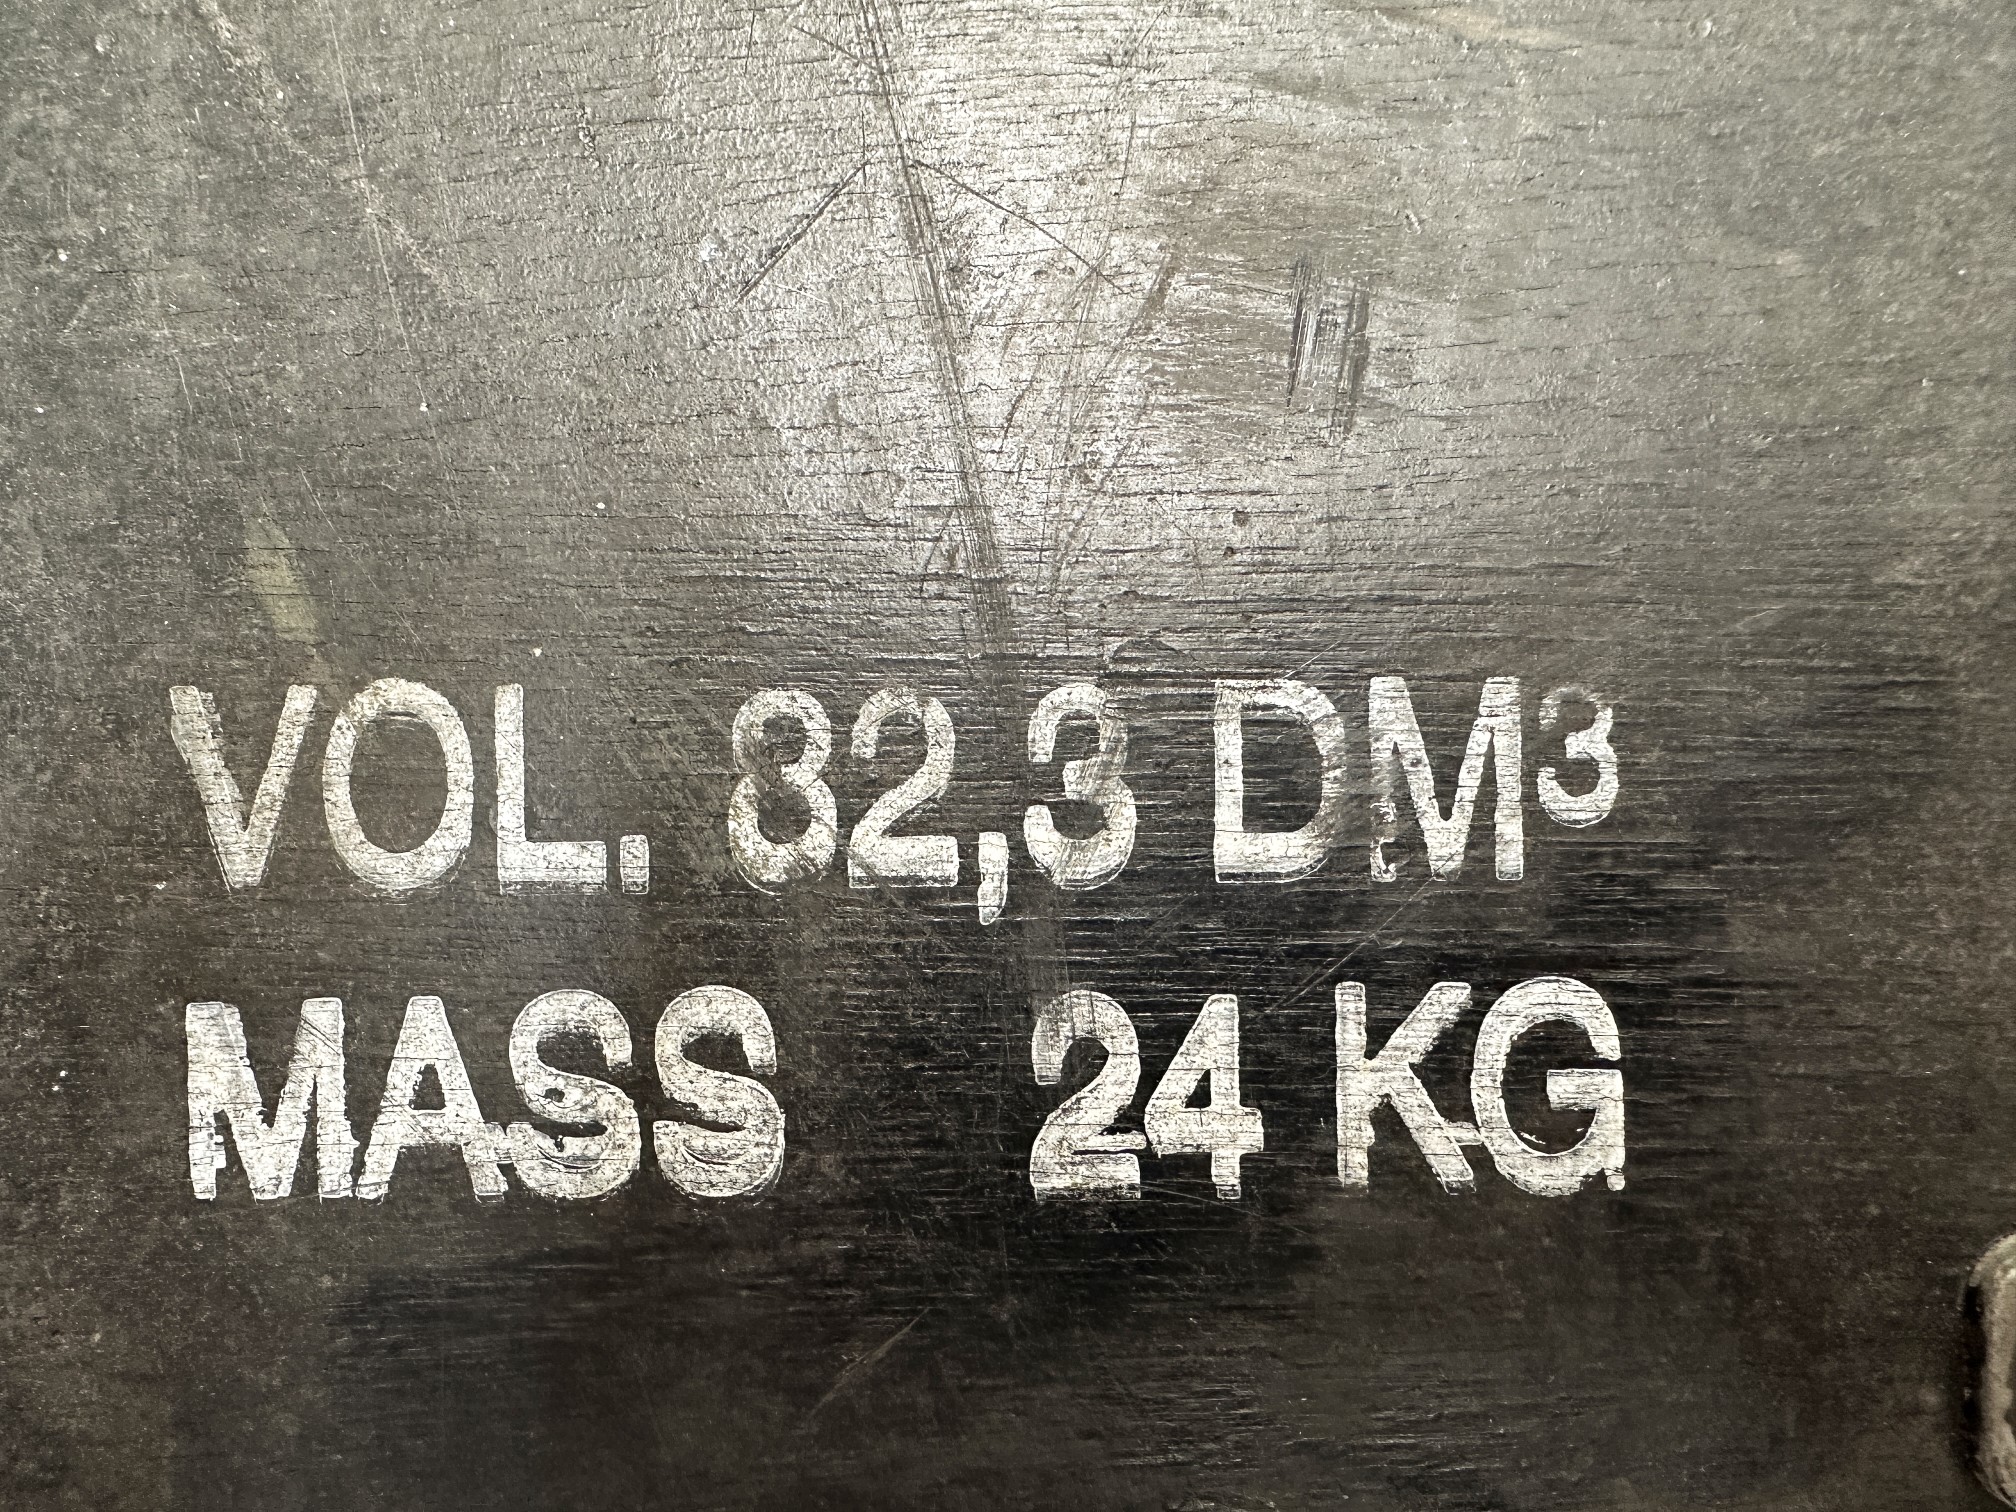 VOL. 82,3 DM³
MASS 24 KG